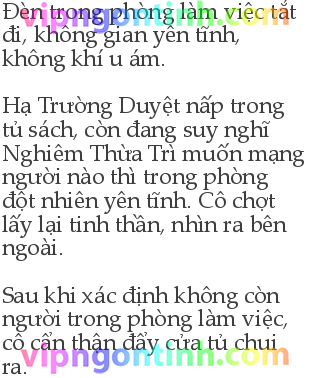 Đèn trong phòng làm việc tắt
đi, không gian yên tĩnh,
không khí u ám.
Hạ Trường Duyệt nấp trong
tủ sách, còn đang suy nghĩ
Nghiêm Thừa Trì muốn mạng
người nào thì trong phòng
đột nhiên yên tĩnh. Cô chợt
lấy lại tinh thần, nhìn ra bên
ngoài.
Sau khi xác định không còn
người trong phòng làm việc,
cô cẩn thận đẩy cửa tủ chui
ra.
vipngontinh.com
vipngontinh.com